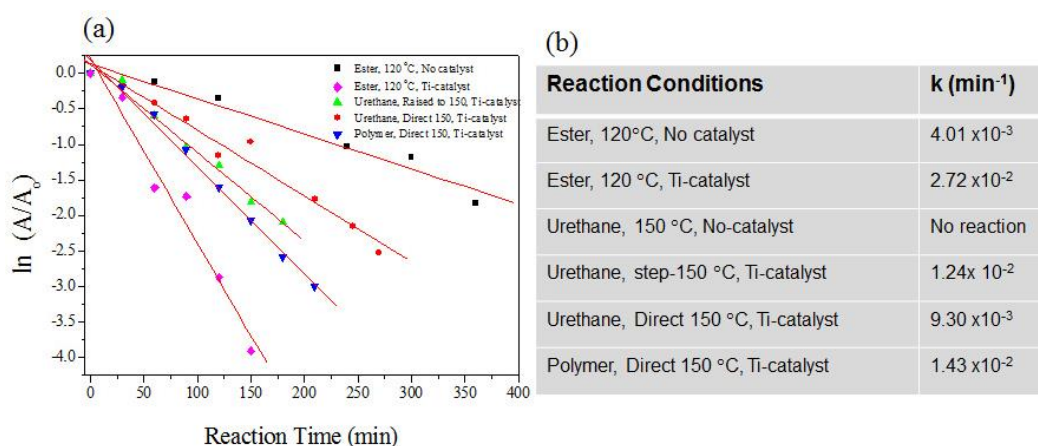 (a)
Ester, 120°C, No catalyst
Ester, 120°C, Ti-catalyst
Urethane, Raised to 150, Ti-catalyst
Urethane, Direct 150, Ti-catalyst
Polymer, Direct 150, Ti-catalyst
0.0
-0.5
-1.0
-1.5
-2.0
-2.5
-3.0
-3.5
-4.0
ln (A/Aₒ)
0 50 100 150 200 250 300 350 400
Reaction Time (min)
(b)
Reaction Conditions k (min⁻¹)
Ester, 120°C, No catalyst 4.01 x10⁻³
Ester, 120 °C, Ti-catalyst 2.72 x10⁻²
Urethane, 150 °C, No-catalyst No reaction
Urethane, step-150 °C, Ti-catalyst 1.24x 10⁻²
Urethane, Direct 150 °C, Ti-catalyst 9.30 x10⁻³
Polymer, Direct 150 °C, Ti-catalyst 1.43 x10⁻²